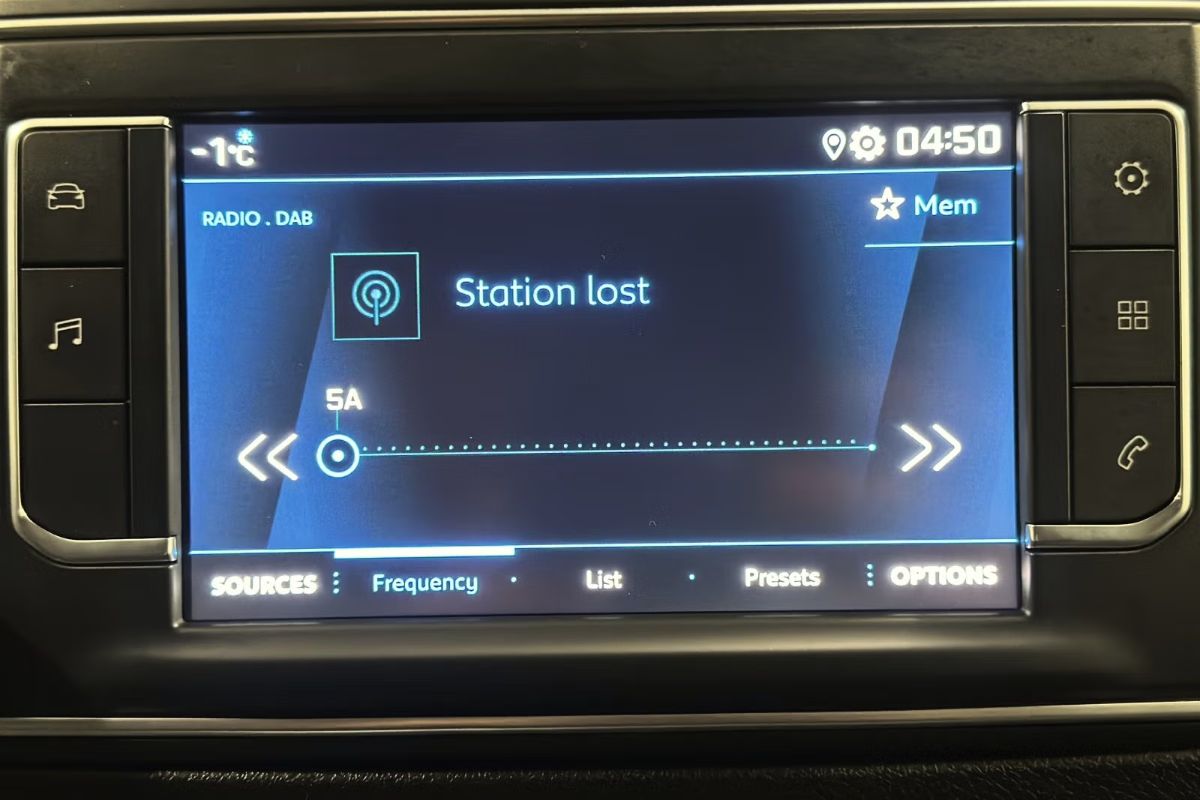 -1°C 04:50
RADIO . DAB
Mem
Station lost
5A
SOURCES Frequency List Presets OPTIONS